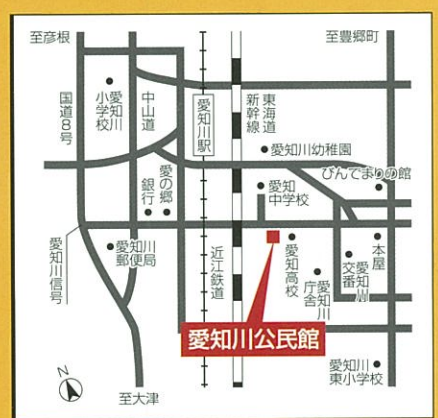 至彦根
至豊郷町
国道8号
愛知川
小学校
中山道
愛知川駅
東海道
新幹線
愛知川幼稚園
びんてまりの館
愛知
中学校
愛の郷
銀行
愛知川信号
愛知川
郵便局
近江鉄道
愛知高校
愛知川
庁舎
愛知川
交番
本屋
愛知川公民館
愛知川
東小学校
至大津
N